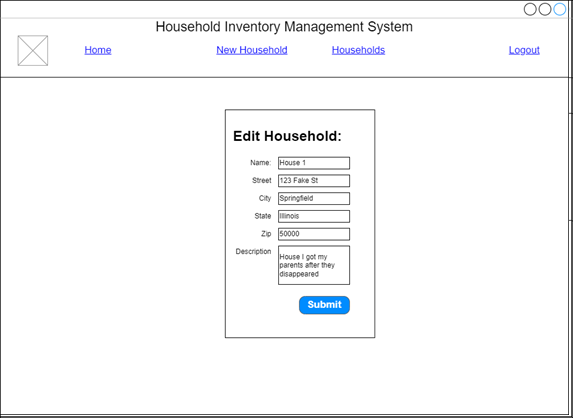 Household Inventory Management System
Home New Household Households Logout
Edit Household:
Name: House 1
Street 123 Fake St
City Springfield
State Illinois
Zip 50000
Description House I got my
parents after they
disappeared
Submit